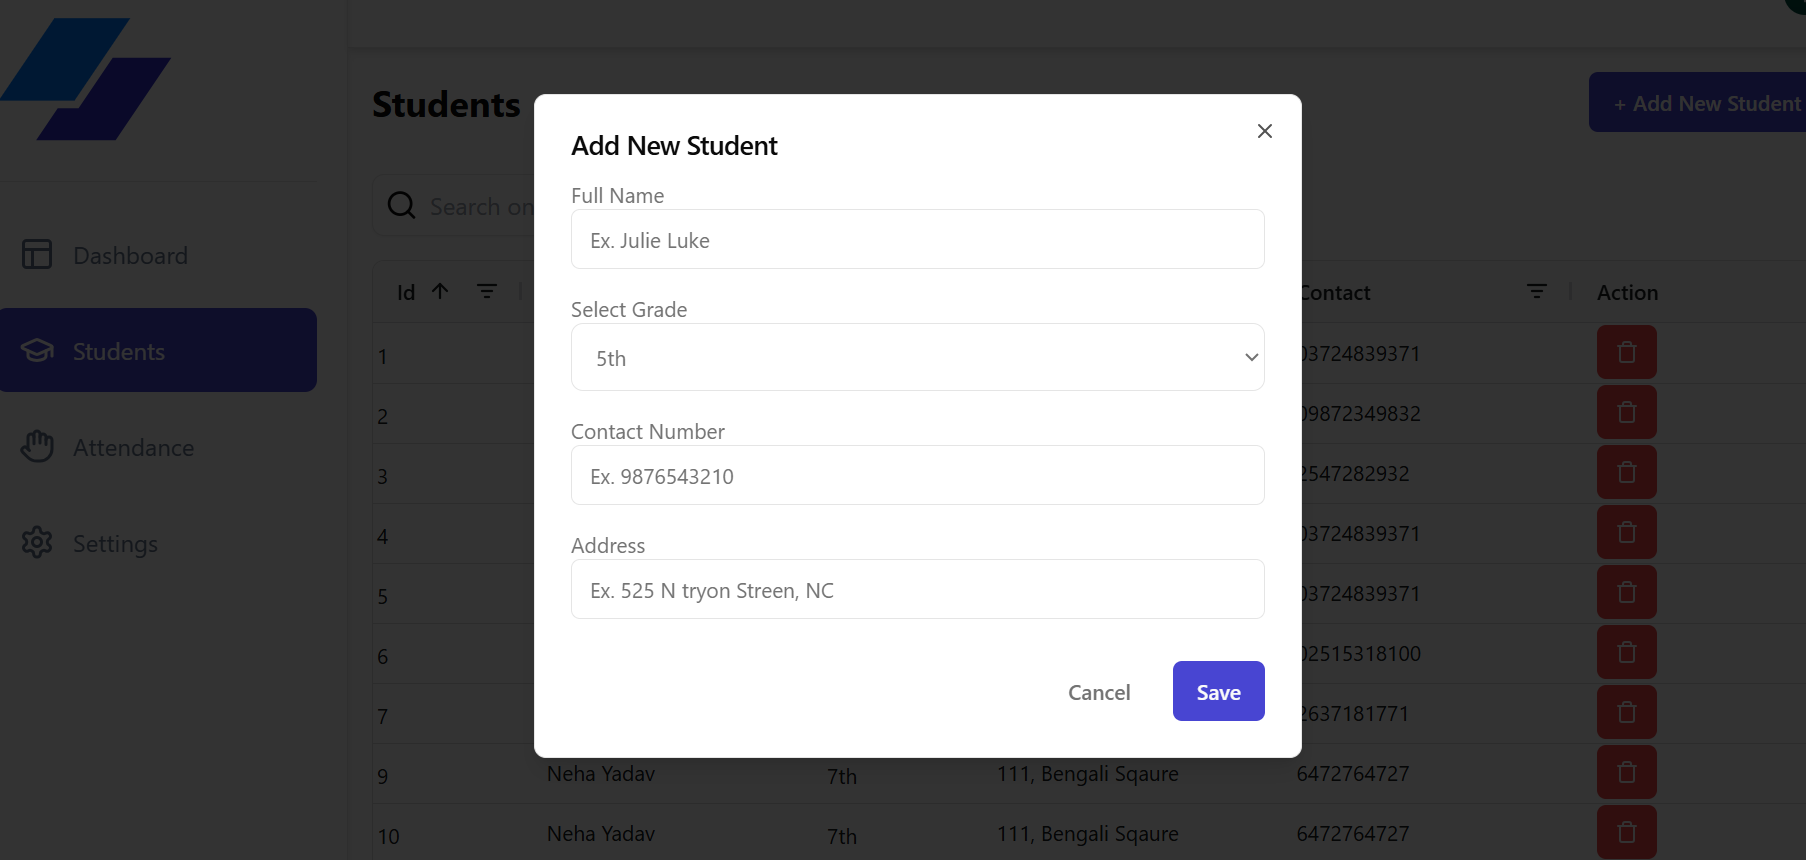 Students
+ Add New Student
Add New Student
Search on
Full Name
Ex. Julie Luke
Dashboard
Id
Contact
Action
Select Grade
5th
Students
1
03724839371
2
09872349832
Contact Number
Attendance
Ex. 9876543210
3
2547282932
4
03724839371
Settings
Address
Ex. 525 N tryon Streen, NC
5
03724839371
6
02515318100
Cancel
Save
7
2637181771
9 Neha Yadav 7th 111, Bengali Sqaure 6472764727
10 Neha Yadav 7th 111, Bengali Sqaure 6472764727